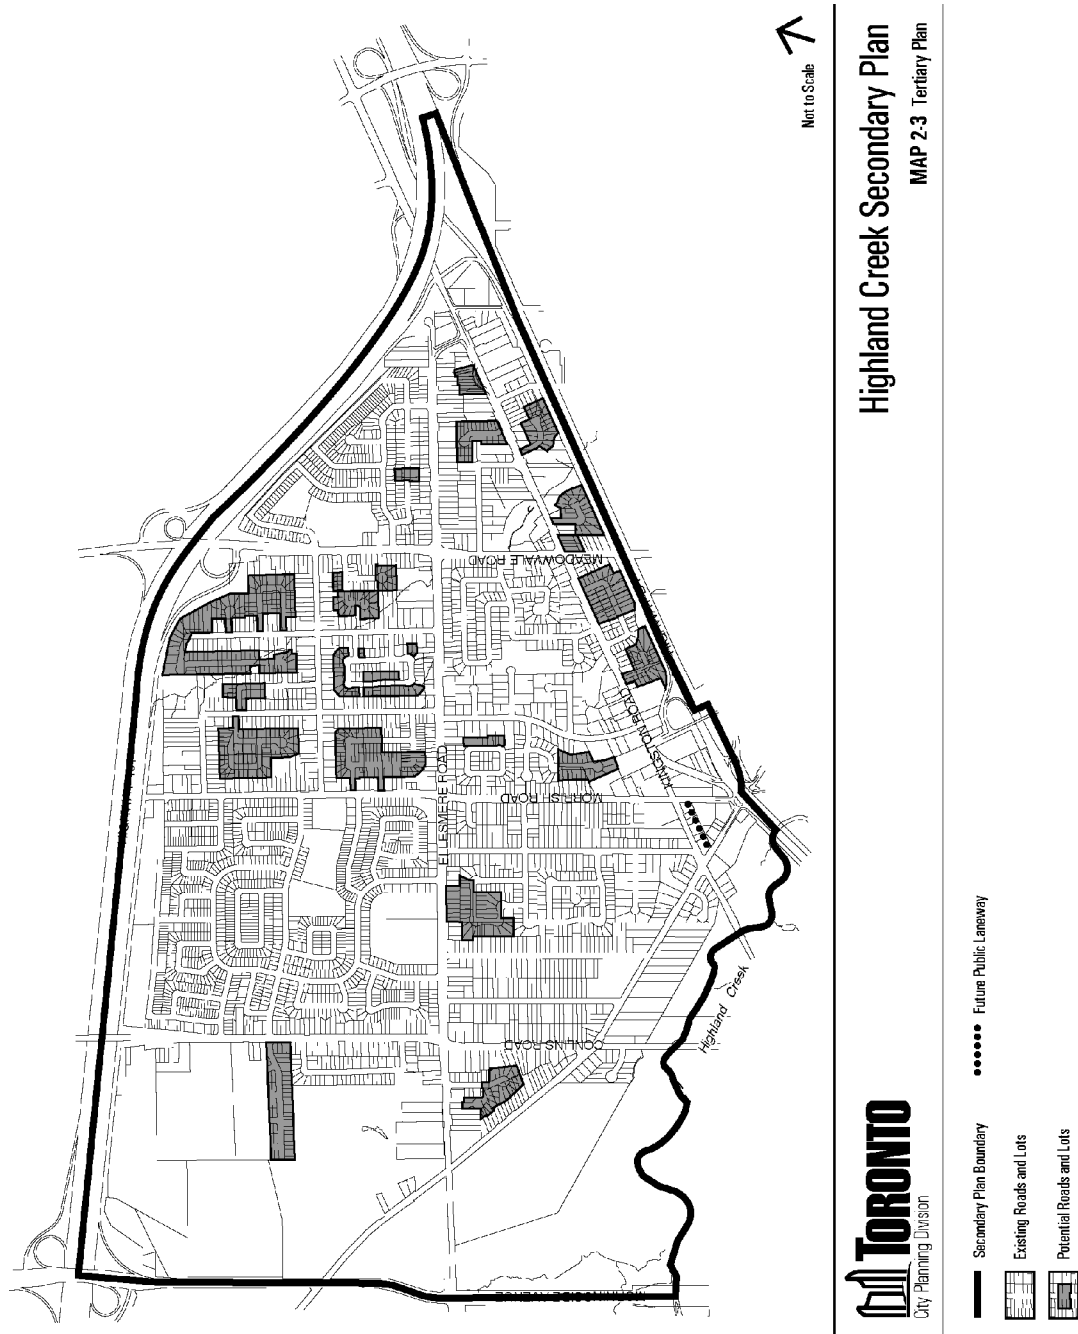 Not to Scale
Highland Creek Secondary Plan
MAP 2-3 Tertiary Plan
MEADOWVALE ROAD
KINGSTON ROAD
MORRISH ROAD
ELLESMERE ROAD
CONLINS ROAD
Highland Creek
MORNINGSIDE AVENUE
TORONTO
City Planning Division
Secondary Plan Boundary
Future Public Laneway
Existing Roads and Lots
Potential Roads and Lots